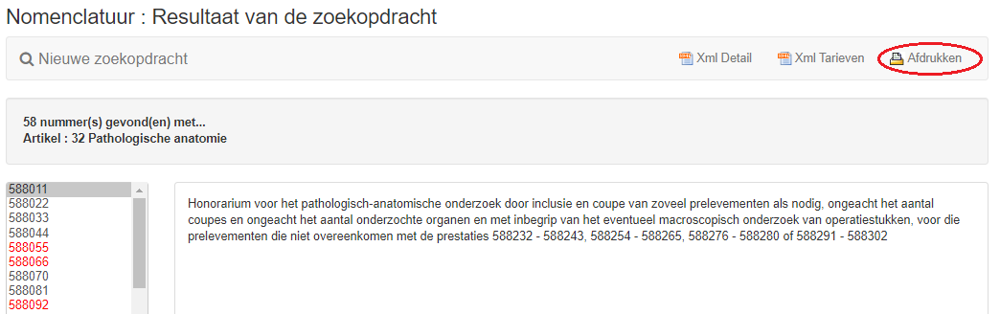 Nomenclatuur : Resultaat van de zoekopdracht
Nieuwe zoekopdracht
Xml Detail
Xml Tarieven
Afdrukken
58 nummer(s) gevond(en) met...
Artikel : 32 Pathologische anatomie
588011
588022
588033
588044
588055
588066
588070
588081
588092
Honorarium voor het pathologisch-anatomische onderzoek door inclusie en coupe van zoveel prelevementen als nodig, ongeacht het aantal
coupes en ongeacht het aantal onderzochte organen en met inbegrip van het eventueel macroscopisch onderzoek van operatiestukken, voor die
prelevementen die niet overeenkomen met de prestaties 588232 - 588243, 588254 - 588265, 588276 - 588280 of 588291 - 588302